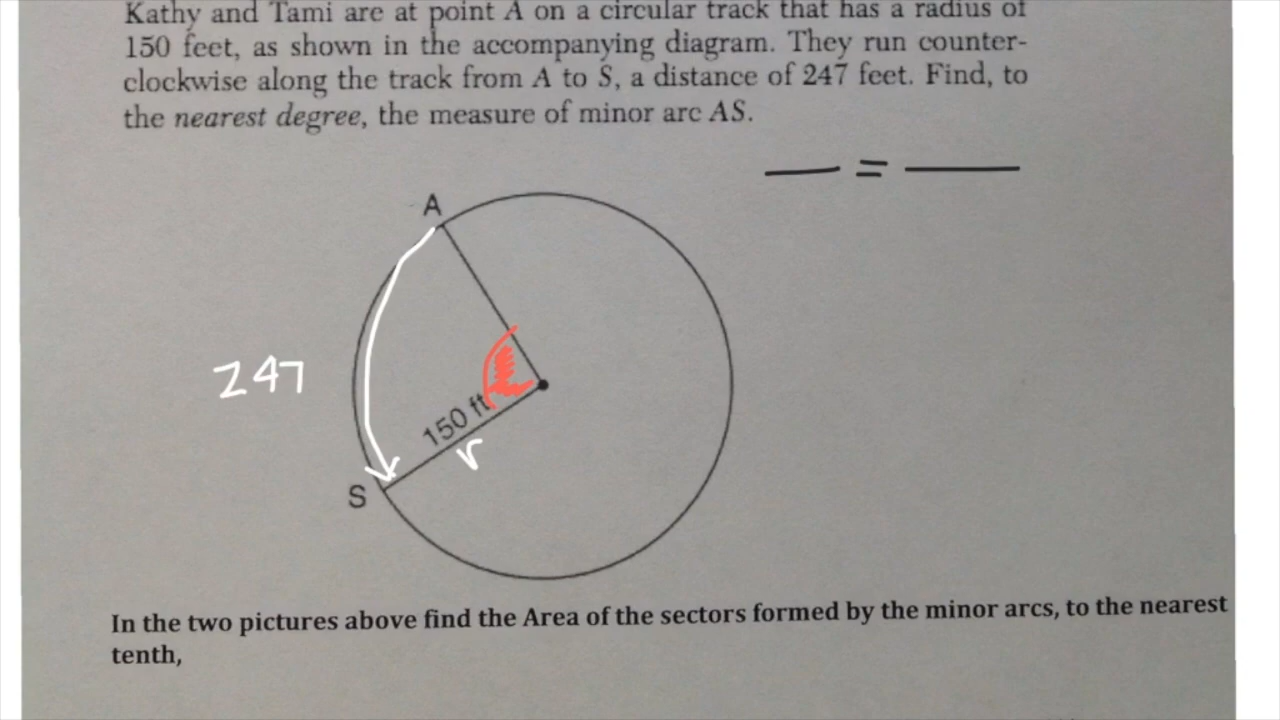 Kathy and Tami are at point A on a circular track that has a radius of
150 feet, as shown in the accompanying diagram. They run counter-
clockwise along the track from A to S, a distance of 247 feet. Find, to
the nearest degree, the measure of minor arc AS.
=
A
247
150 ft
r
S
In the two pictures above find the Area of the sectors formed by the minor arcs, to the nearest
tenth,